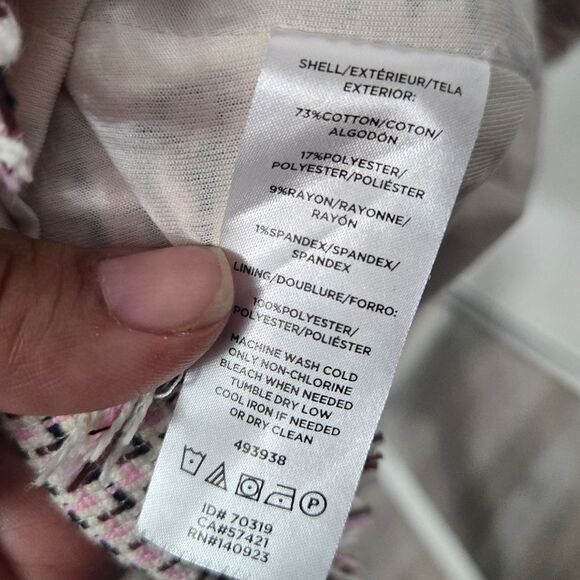 SHELL/EXTÉRIEUR/TELA
EXTERIOR:
73%COTTON/COTON/
ALGODÓN
17%POLYESTER/
POLYESTER/POLIÉSTER
9%RAYON/RAYONNE/
RAYÓN
1%SPANDEX/SPANDEX/
SPANDEX
LINING/DOUBLURE/FORRO:
100%POLYESTER/
POLYESTER/POLIÉSTER
MACHINE WASH COLD
ONLY NON-CHLORINE
BLEACH WHEN NEEDED
TUMBLE DRY LOW
COOL IRON IF NEEDED
OR DRY CLEAN
493938
P
ID# 70319
CA#57421
RN#140923